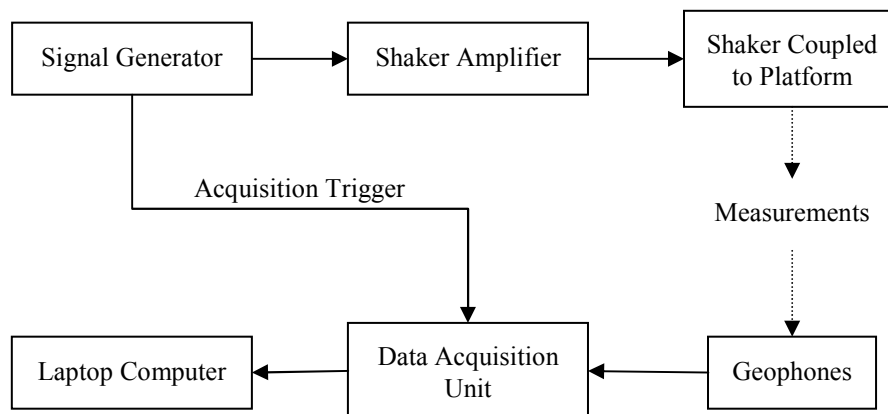 Signal Generator
Shaker Amplifier
Shaker Coupled
to Platform
Acquisition Trigger
Measurements
Laptop Computer
Data Acquisition
Unit
Geophones